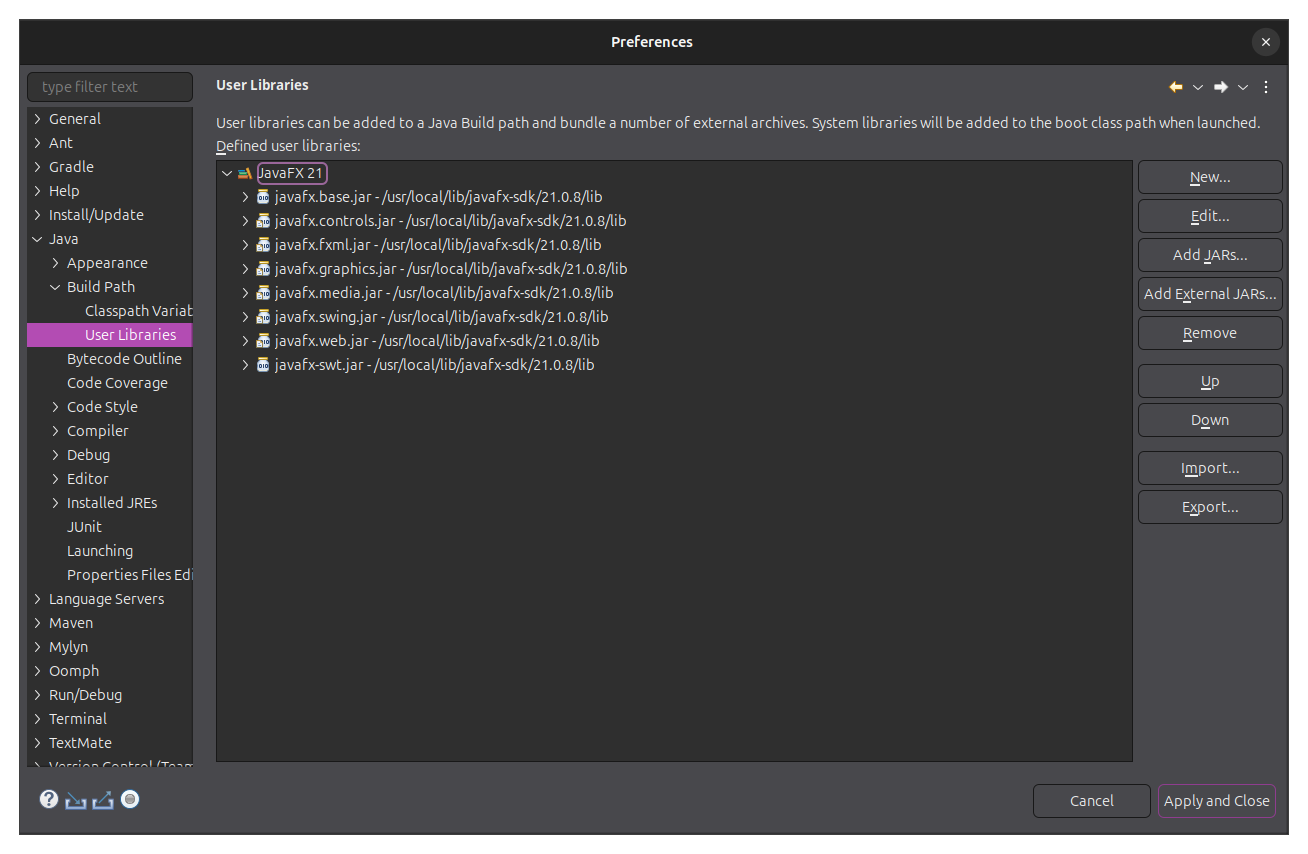 Preferences
type filter text
General
Ant
Gradle
Help
Install/Update
Java
Appearance
Build Path
Classpath Variab
User Libraries
Bytecode Outline
Code Coverage
Code Style
Compiler
Debug
Editor
Installed JREs
JUnit
Launching
Properties Files Edi
Language Servers
Maven
Mylyn
Oomph
Run/Debug
Terminal
TextMate
Version Control (Team
User Libraries
User libraries can be added to a Java Build path and bundle a number of external archives. System libraries will be added to the boot class path when launched.
Defined user libraries:
JavaFX 21
javafx.base.jar - /usr/local/lib/javafx-sdk/21.0.8/lib
javafx.controls.jar - /usr/local/lib/javafx-sdk/21.0.8/lib
javafx.fxml.jar - /usr/local/lib/javafx-sdk/21.0.8/lib
javafx.graphics.jar - /usr/local/lib/javafx-sdk/21.0.8/lib
javafx.media.jar - /usr/local/lib/javafx-sdk/21.0.8/lib
javafx.swing.jar - /usr/local/lib/javafx-sdk/21.0.8/lib
javafx.web.jar - /usr/local/lib/javafx-sdk/21.0.8/lib
javafx-swt.jar - /usr/local/lib/javafx-sdk/21.0.8/lib
New...
Edit...
Add JARs...
Add External JARs...
Remove
Up
Down
Import...
Export...
Cancel
Apply and Close